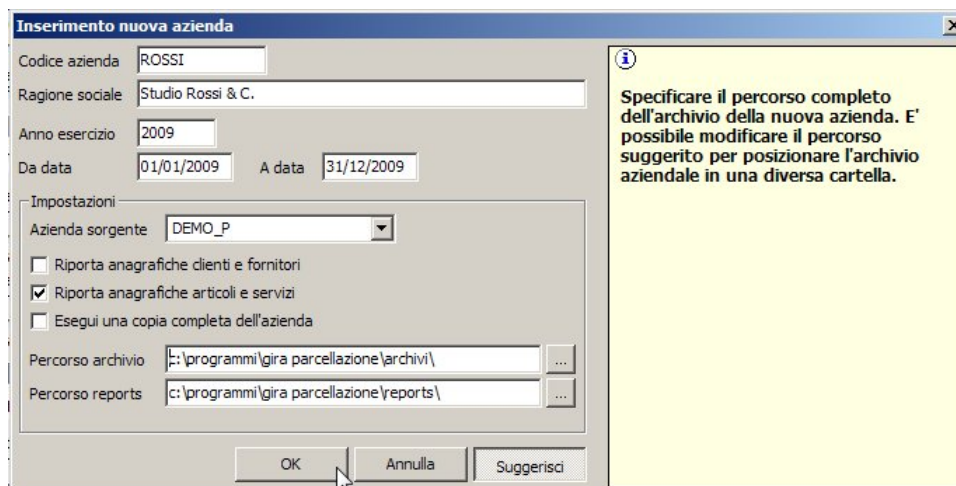 Inserimento nuova azienda
Codice azienda ROSSI
Ragione sociale Studio Rossi & C.
Anno esercizio 2009
Da data 01/01/2009 A data 31/12/2009
Impostazioni
Azienda sorgente DEMO_P
Riporta anagrafiche clienti e fornitori
Riporta anagrafiche articoli e servizi
Esegui una copia completa dell'azienda
Percorso archivio c:\programmi\gira parcellazione\archivi\ ...
Percorso reports c:\programmi\gira parcellazione\reports\ ...
OK Annulla Suggerisci
Specificare il percorso completo
dell'archivio della nuova azienda. E'
possibile modificare il percorso
suggerito per posizionare l'archivio
aziendale in una diversa cartella.